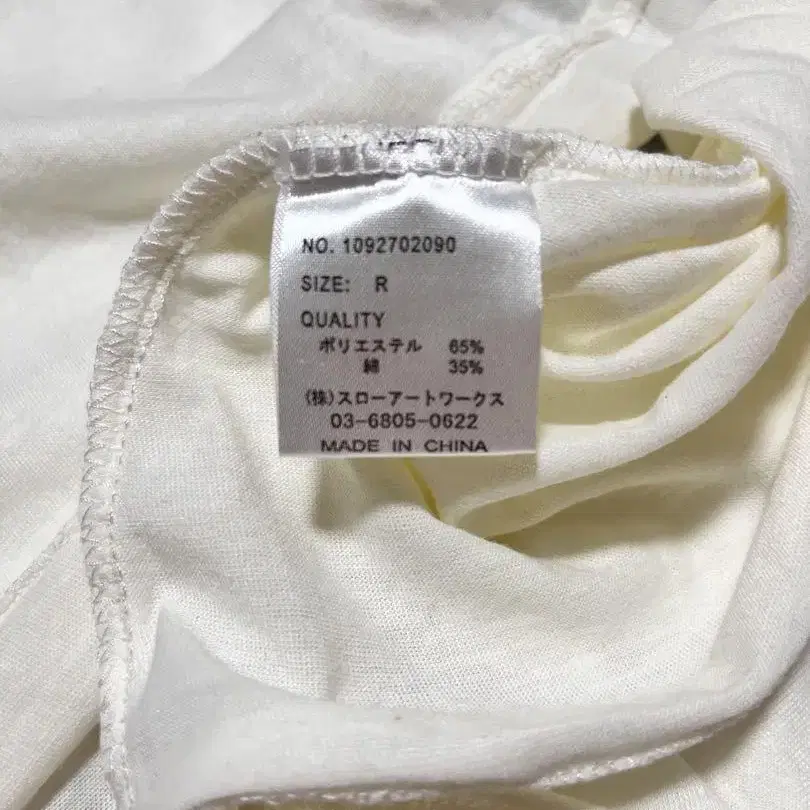 NO. 1092702090
SIZE: R
QUALITY
ポリエステル 65%
綿 35%
(株)スローアートワークス
03-6805-0622
MADE IN CHINA